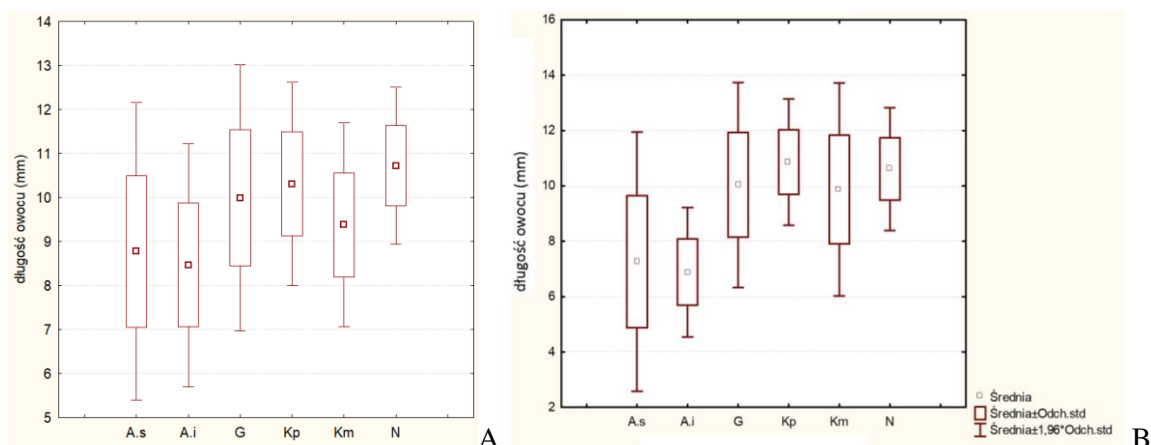 14
13
12
11
10
9
8
7
6
5
długość owocu (mm)
A.s A.i G Kp Km N
A
16
14
12
10
8
6
4
2
długość owocu (mm)
A.s A.i G Kp Km N
Średnia
Średnia±Odch.std
Średnia±1,96*Odch.std
B